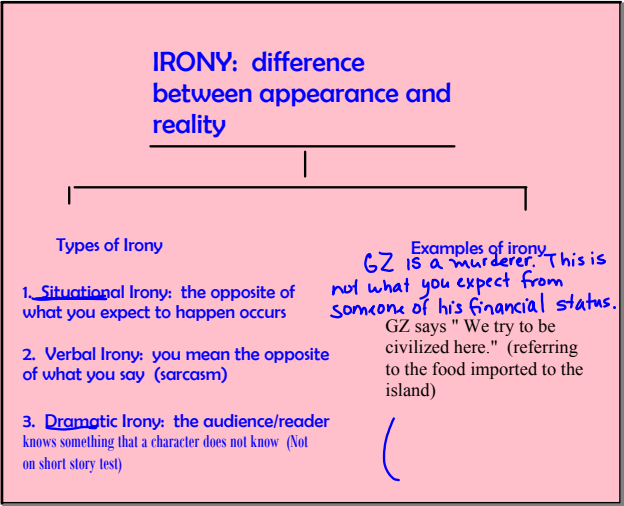 IRONY: difference
between appearance and
reality
Types of Irony
1. Situational Irony: the opposite of
what you expect to happen occurs
2. Verbal Irony: you mean the opposite
of what you say (sarcasm)
3. Dramatic Irony: the audience/reader
knows something that a character does not know (Not
on short story test)
Examples of irony
GZ is a murderer. This is
not what you expect from
someone of his financial status.
GZ says " We try to be
civilized here." (referring
to the food imported to the
island)